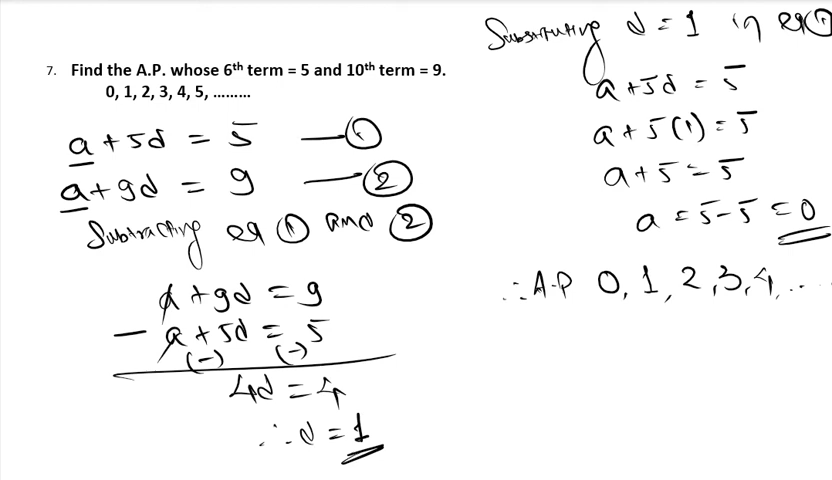 7. Find the A.P. whose 6th term = 5 and 10th term = 9.
0, 1, 2, 3, 4, 5, .........
a + 5d = 5 — ①
a + 9d = 9 — ②
Subtracting eq ① and ②
a + 9d = 9
− a + 5d = 5
(−) (−)
4d = 4
∴ d = 1
Substituting d = 1 in eq ①
a + 5d = 5
a + 5(1) = 5
a + 5 = 5
a = 5 - 5 = 0
∴ A.P 0, 1, 2, 3, 4, ....